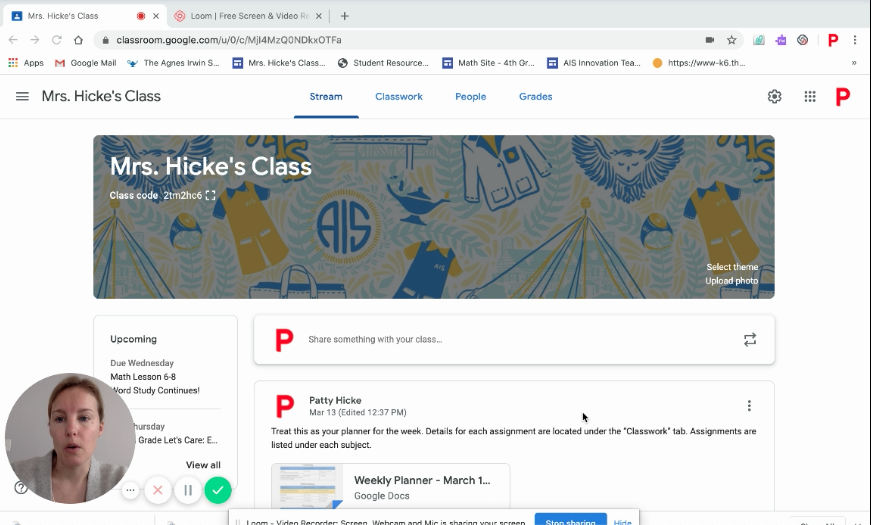 Mrs. Hicke's Class
Loom | Free Screen & Video Re
classroom.google.com/u/0/c/MjI4MzQ0NDkxOTFa
Apps
Google Mail
The Agnes Irwin S...
Mrs. Hicke's Class...
Student Resource...
Math Site - 4th Gr...
AIS Innovation Tea...
https://www-k6.th...
»
Mrs. Hicke's Class
Stream
Classwork
People
Grades
P
Mrs. Hicke's Class
Class code 2tm2hc6
AIS
AIS
Select theme
Upload photo
Upcoming
Due Wednesday
Math Lesson 6-8
Word Study Continues!
hursday
Grade Let's Care: E...
View all
P
Share something with your class...
P
Patty Hicke
Mar 13 (Edited 12:37 PM)
Treat this as your planner for the week. Details for each assignment are located under the "Classwork" tab. Assignments are
listed under each subject.
Weekly Planner - March 1...
Google Docs
Loom - Video Recorder: Screen, Webcam and Mic is sharing your screen.
Stop sharing
Hide